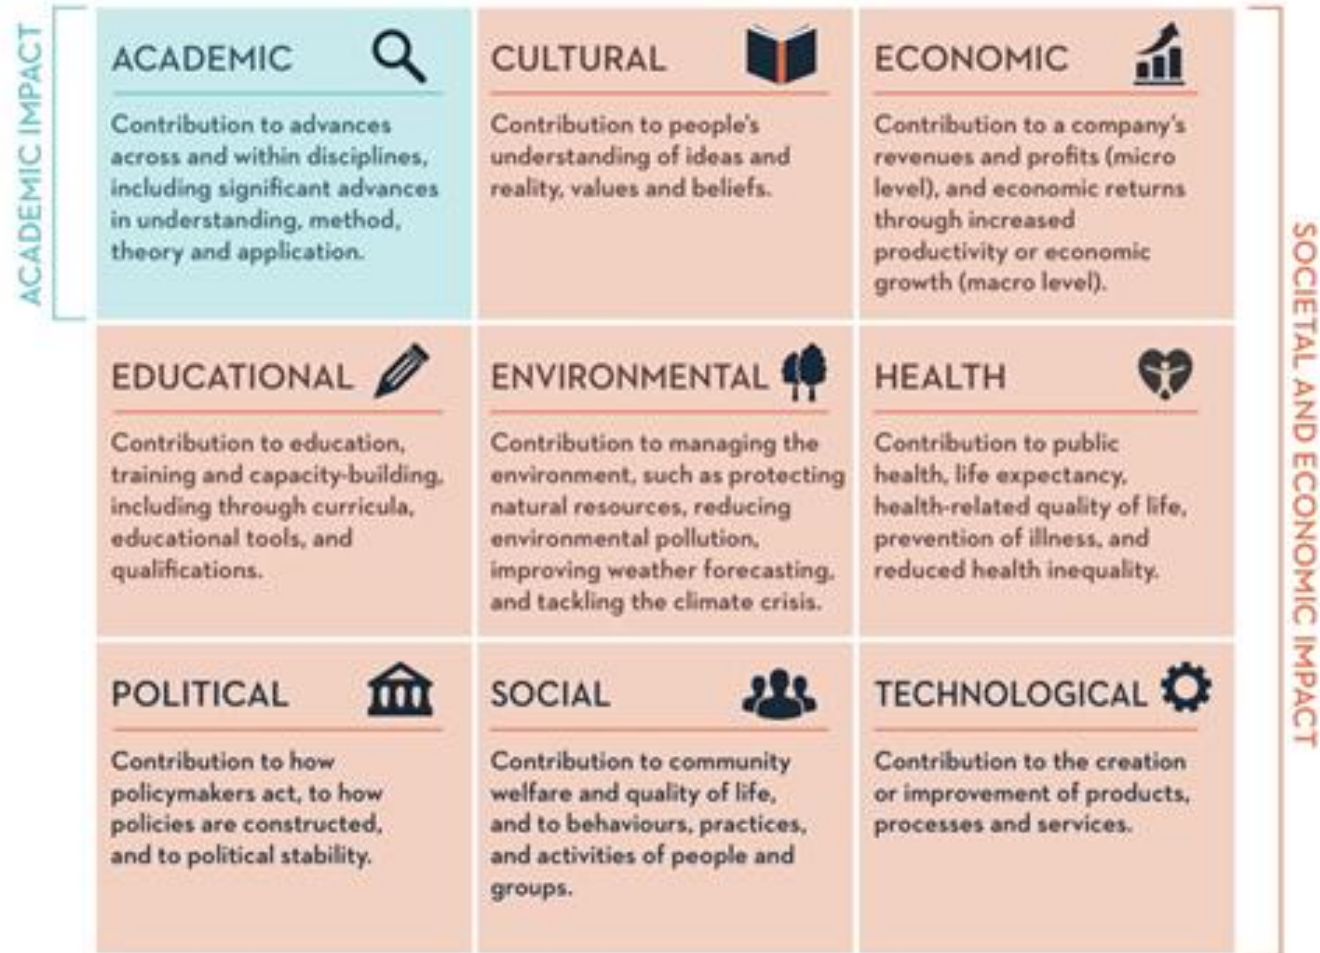 ACADEMIC IMPACT
ACADEMIC
Contribution to advances
across and within disciplines,
including significant advances
in understanding, method,
theory and application.
CULTURAL
Contribution to people's
understanding of ideas and
reality, values and beliefs.
ECONOMIC
Contribution to a company's
revenues and profits (micro
level), and economic returns
through increased
productivity or economic
growth (macro level).
EDUCATIONAL
Contribution to education,
training and capacity-building,
including through curricula,
educational tools, and
qualifications.
ENVIRONMENTAL
Contribution to managing the
environment, such as protecting
natural resources, reducing
environmental pollution,
improving weather forecasting,
and tackling the climate crisis.
HEALTH
Contribution to public
health, life expectancy,
health-related quality of life,
prevention of illness, and
reduced health inequality.
POLITICAL
Contribution to how
policymakers act, to how
policies are constructed,
and to political stability.
SOCIAL
Contribution to community
welfare and quality of life,
and to behaviours, practices,
and activities of people and
groups.
TECHNOLOGICAL
Contribution to the creation
or improvement of products,
processes and services.
SOCIETAL AND ECONOMIC IMPACT